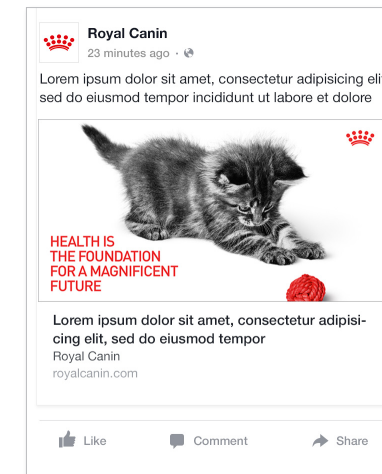 Royal Canin
23 minutes ago ·
Lorem ipsum dolor sit amet, consectetur adipisicing elit
sed do eiusmod tempor incididunt ut labore et dolore
HEALTH IS
THE FOUNDATION
FOR A MAGNIFICENT
FUTURE
Lorem ipsum dolor sit amet, consectetur adipisi-
cing elit, sed do eiusmod tempor
Royal Canin
royalcanin.com
Like
Comment
Share